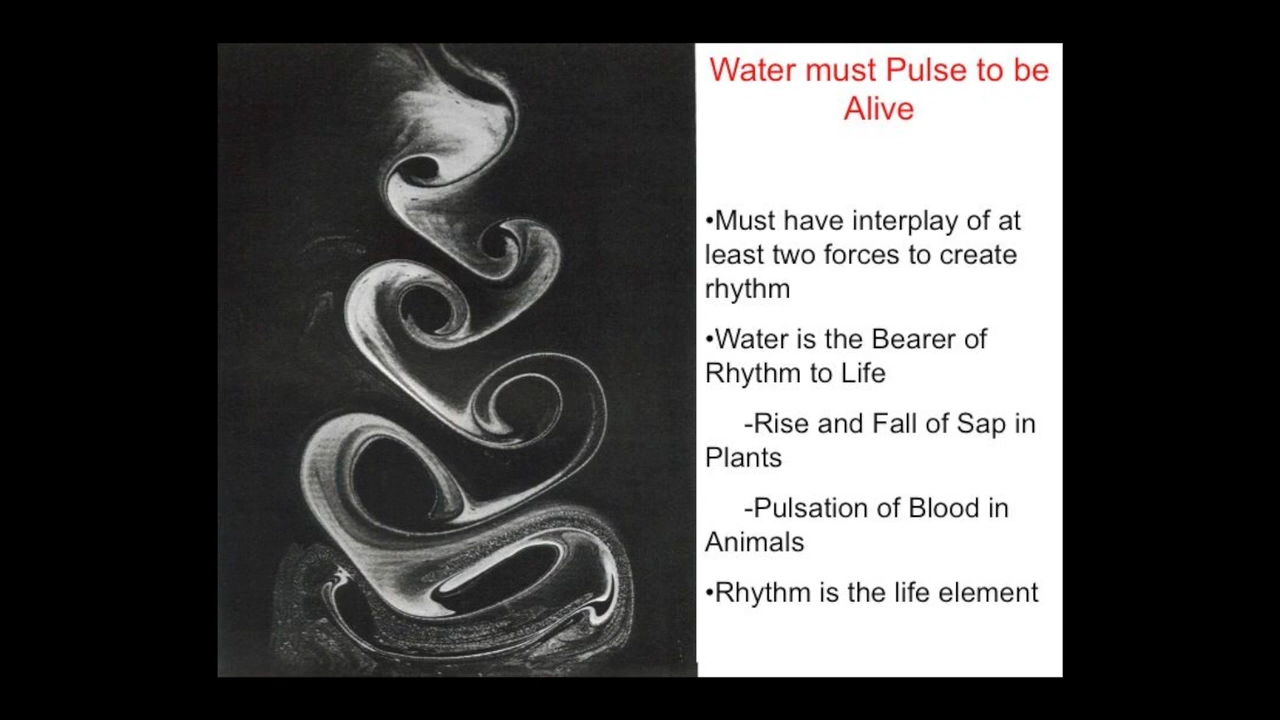 Water must Pulse to be
Alive
•Must have interplay of at
least two forces to create
rhythm
•Water is the Bearer of
Rhythm to Life
-Rise and Fall of Sap in
Plants
-Pulsation of Blood in
Animals
•Rhythm is the life element